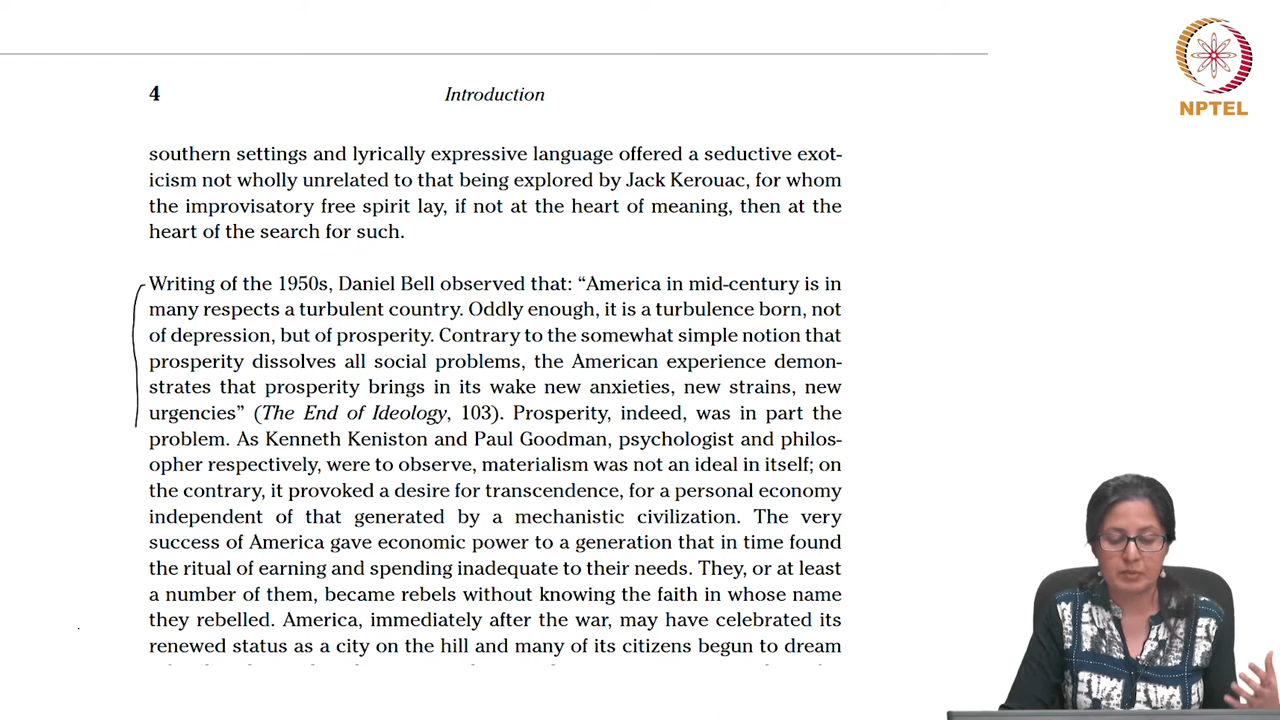 NPTEL
4 Introduction
southern settings and lyrically expressive language offered a seductive exot-
icism not wholly unrelated to that being explored by Jack Kerouac, for whom
the improvisatory free spirit lay, if not at the heart of meaning, then at the
heart of the search for such.
Writing of the 1950s, Daniel Bell observed that: “America in mid-century is in
many respects a turbulent country. Oddly enough, it is a turbulence born, not
of depression, but of prosperity. Contrary to the somewhat simple notion that
prosperity dissolves all social problems, the American experience demon-
strates that prosperity brings in its wake new anxieties, new strains, new
urgencies” (The End of Ideology, 103). Prosperity, indeed, was in part the
problem. As Kenneth Keniston and Paul Goodman, psychologist and philos-
opher respectively, were to observe, materialism was not an ideal in itself; on
the contrary, it provoked a desire for transcendence, for a personal economy
independent of that generated by a mechanistic civilization. The very
success of America gave economic power to a generation that in time found
the ritual of earning and spending inadequate to their needs. They, or at least
a number of them, became rebels without knowing the faith in whose name
they rebelled. America, immediately after the war, may have celebrated its
renewed status as a city on the hill and many of its citizens begun to dream